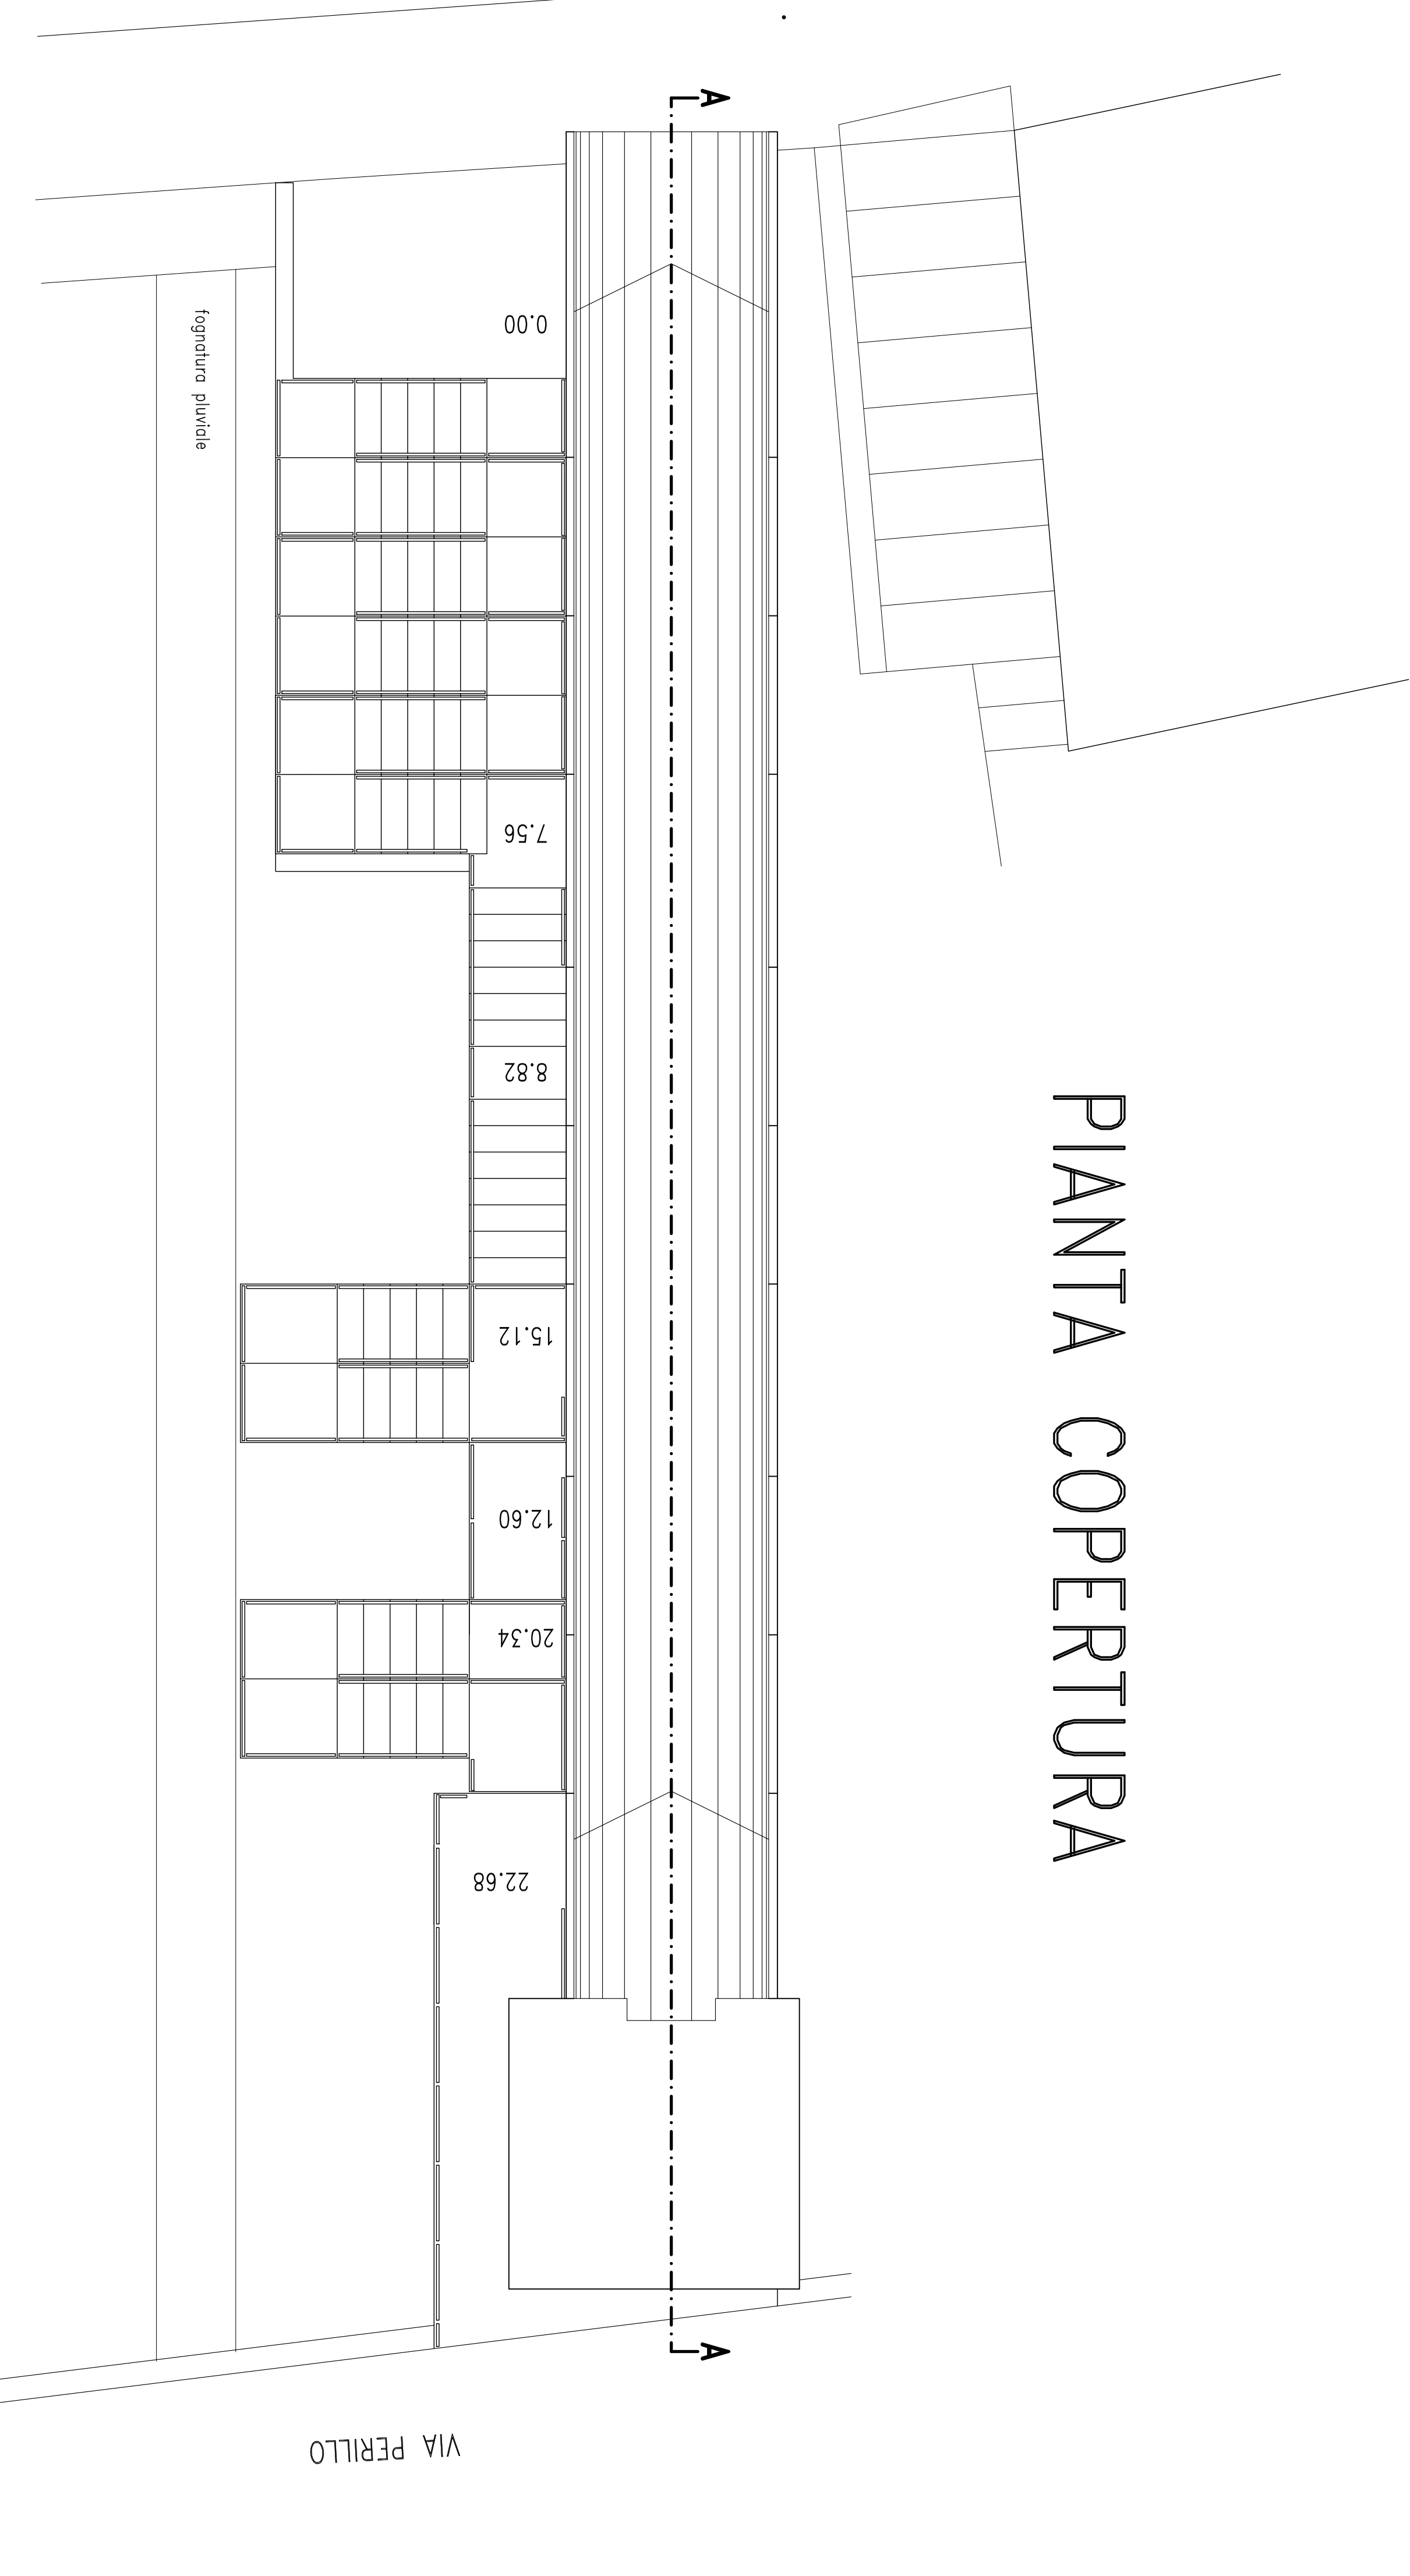 A
0.00
fognatura pluviale
7.56
8.82
PIANTA COPERTURA
15.12
12.60
20.34
22.68
A
VIA PERILLO